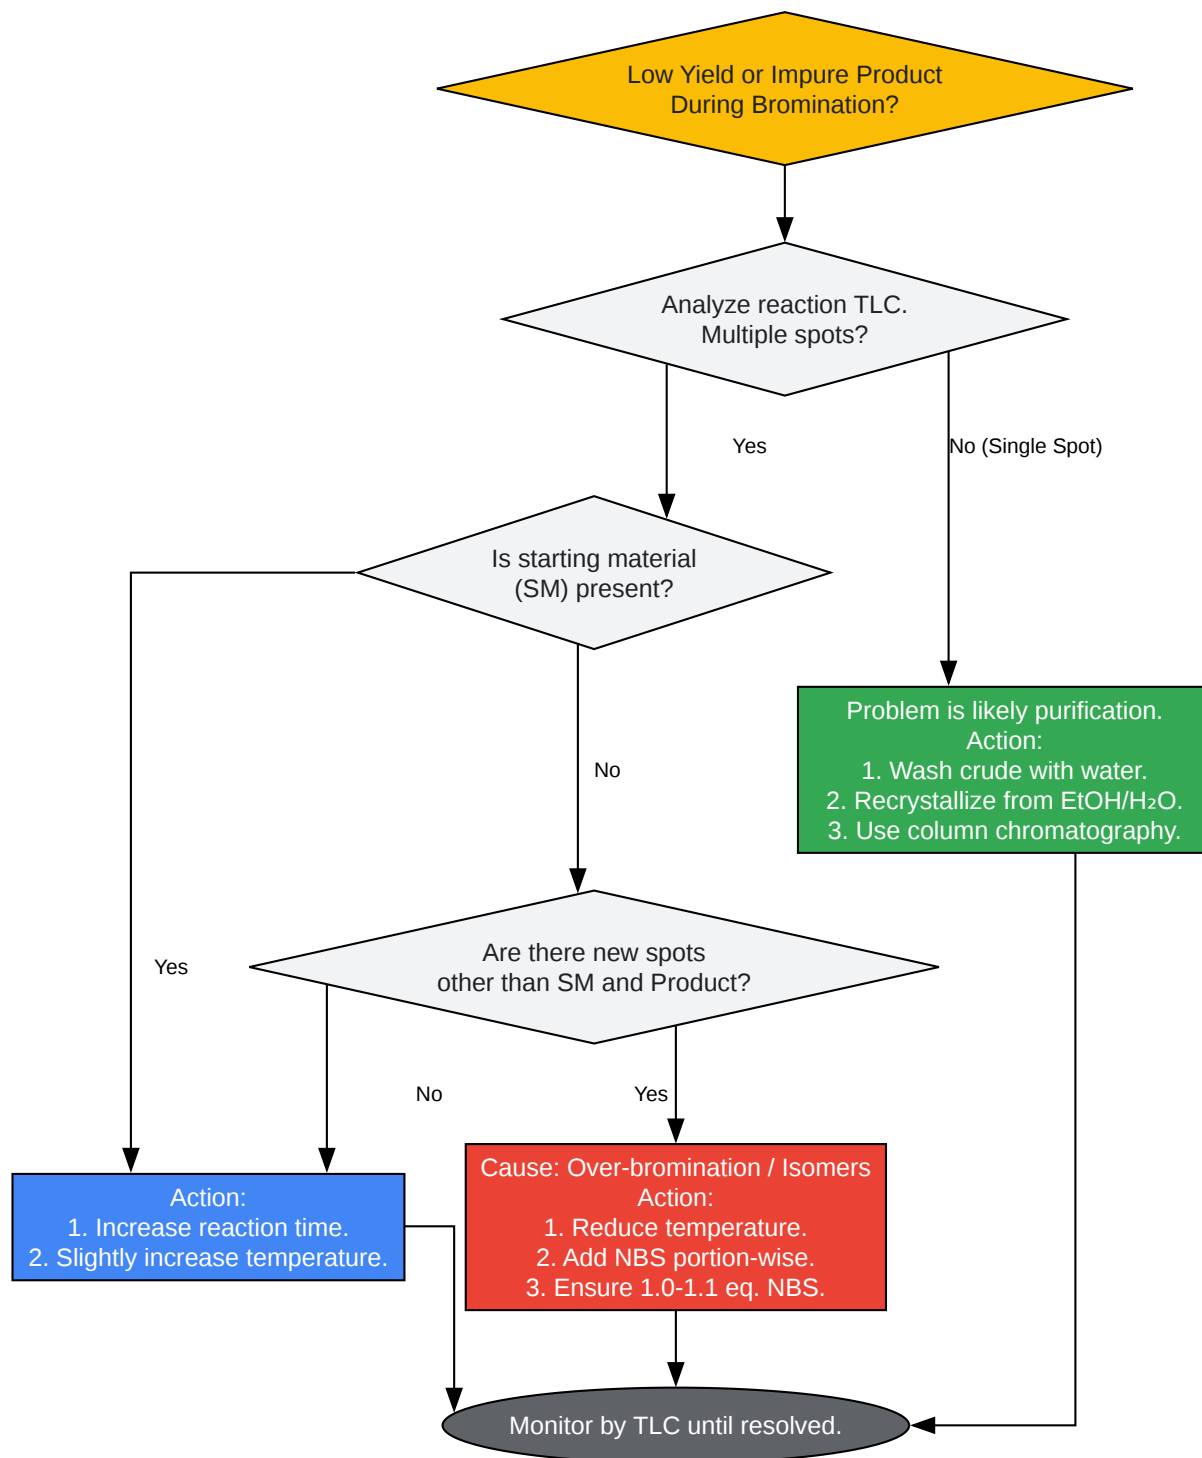 Low Yield or Impure Product
During Bromination?
Analyze reaction TLC.
Multiple spots?
Yes
No (Single Spot)
Is starting material
(SM) present?
Problem is likely purification.
Action:
1. Wash crude with water.
2. Recrystallize from EtOH/H₂O.
3. Use column chromatography.
No
Are there new spots
other than SM and Product?
Yes
No
Yes
Action:
1. Increase reaction time.
2. Slightly increase temperature.
Cause: Over-bromination / Isomers
Action:
1. Reduce temperature.
2. Add NBS portion-wise.
3. Ensure 1.0-1.1 eq. NBS.
Monitor by TLC until resolved.